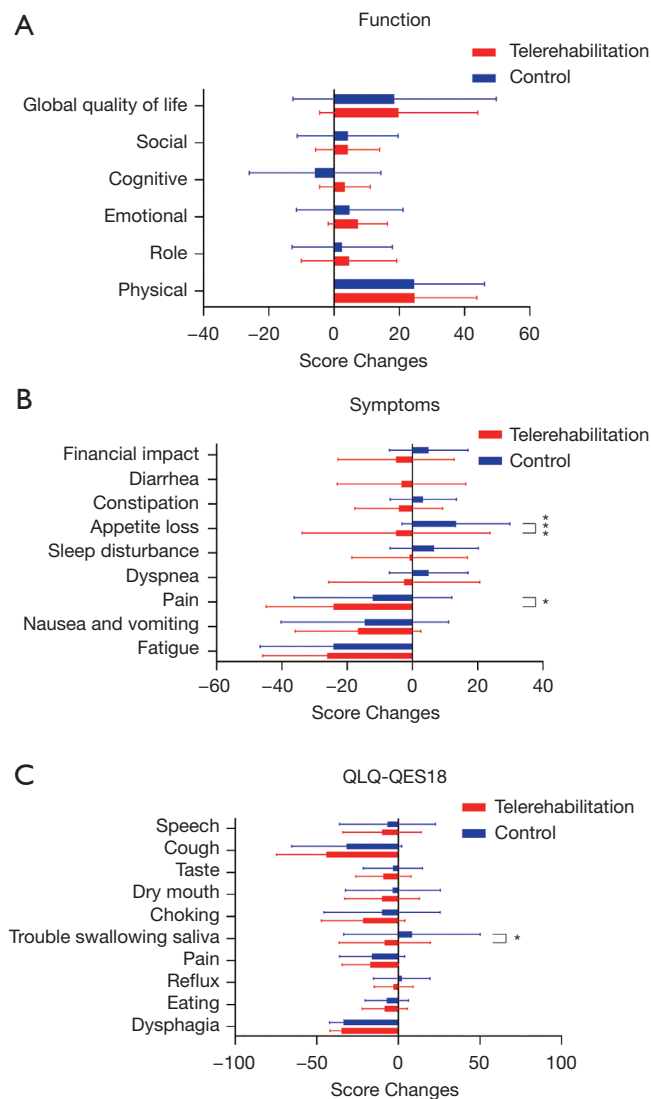 A
Function
Telerehabilitation
Control
Global quality of life
Social
Cognitive
Emotional
Role
Physical
−40 −20 0 20 40 60
Score Changes
B
Symptoms
Telerehabilitation
Control
Financial impact
Diarrhea
Constipation
Appetite loss
***
Sleep disturbance
Dyspnea
Pain
*
Nausea and vomiting
Fatigue
−60 −40 −20 0 20 40
Score Changes
C
QLQ-QES18
Telerehabilitation
Control
Speech
Cough
Taste
Dry mouth
Choking
Trouble swallowing saliva
*
Pain
Reflux
Eating
Dysphagia
−100 −50 0 50 100
Score Changes